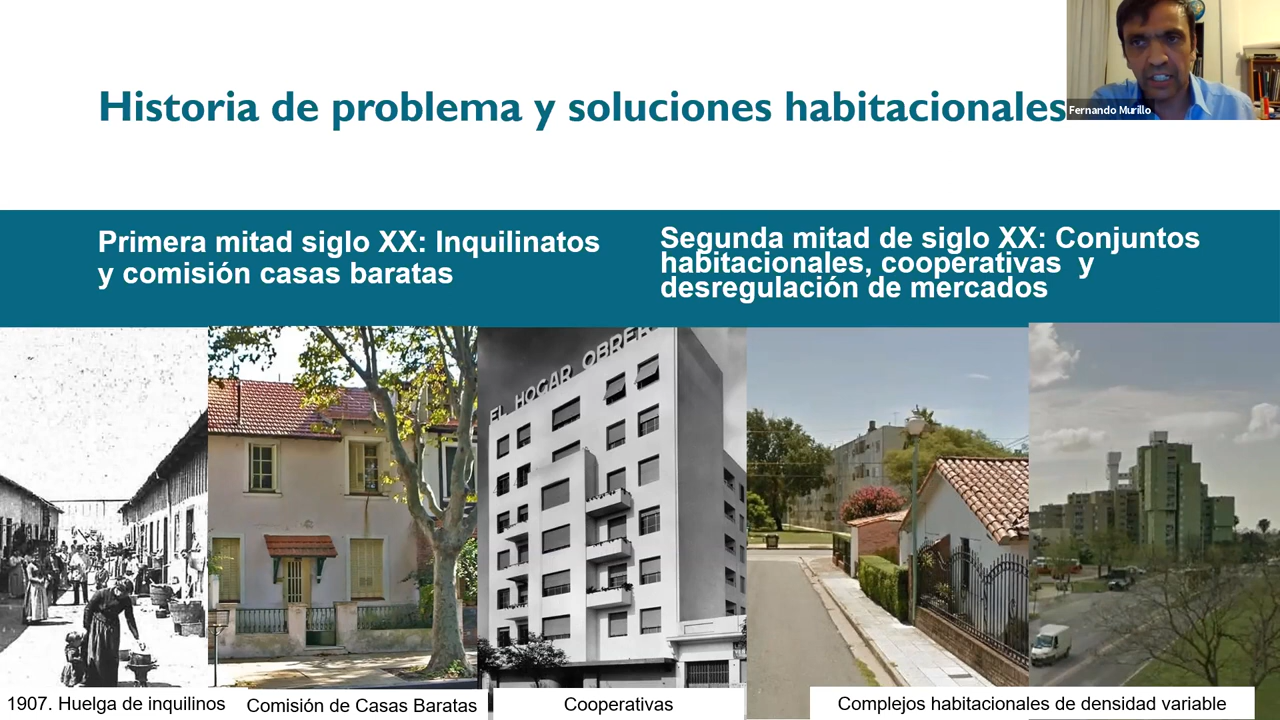 Historia de problema y soluciones habitacionales
Fernando Murillo
Primera mitad siglo XX: Inquilinatos
y comisión casas baratas
Segunda mitad de siglo XX: Conjuntos
habitacionales, cooperativas y
desregulación de mercados
EL HOGAR OBRERO
1907. Huelga de inquilinos
Comisión de Casas Baratas
Cooperativas
Complejos habitacionales de densidad variable